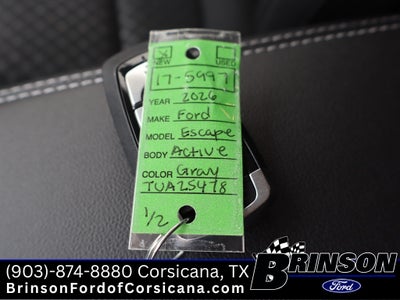 NEW USED
17-5997
YEAR 2026
MAKE Ford
MODEL Escape
BODY Active
COLOR Gray
TUA25478
1/2
(903)-874-8880 Corsicana, TX
BrinsonFordofCorsicana.com
BRINSON
Ford